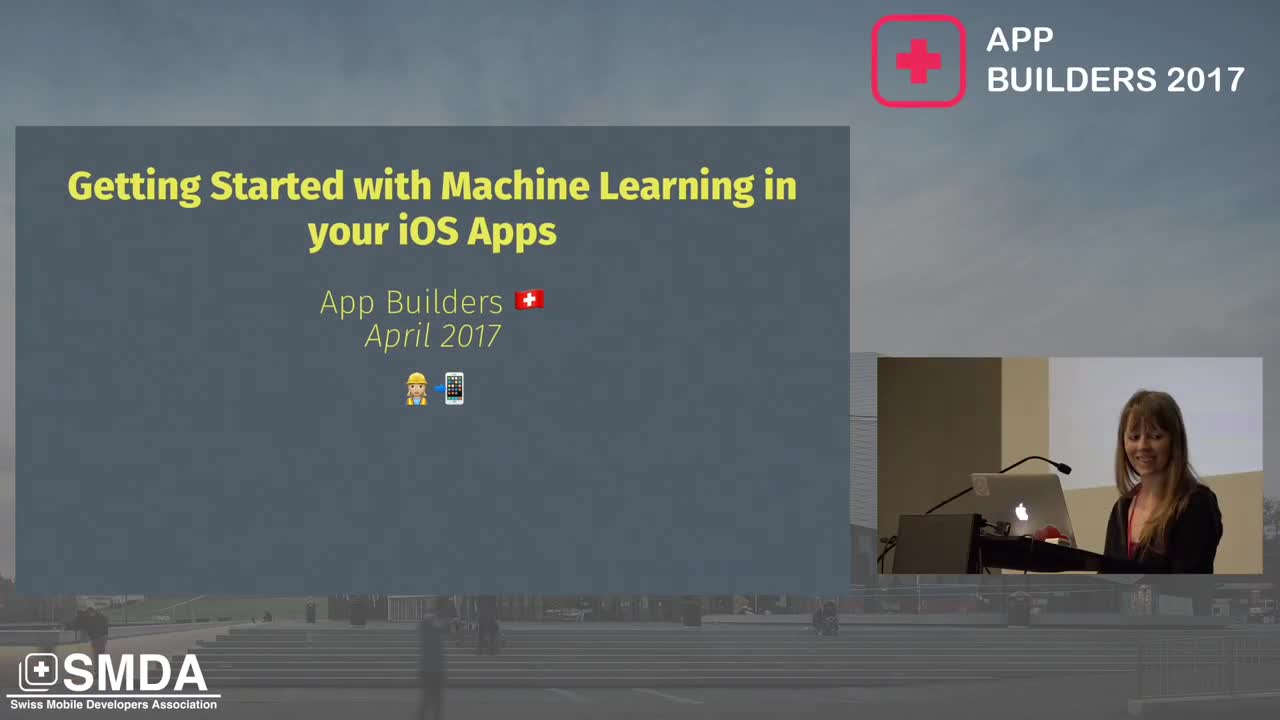 APP
BUILDERS 2017
Getting Started with Machine Learning in
your iOS Apps
App Builders
April 2017
SMDA
Swiss Mobile Developers Association